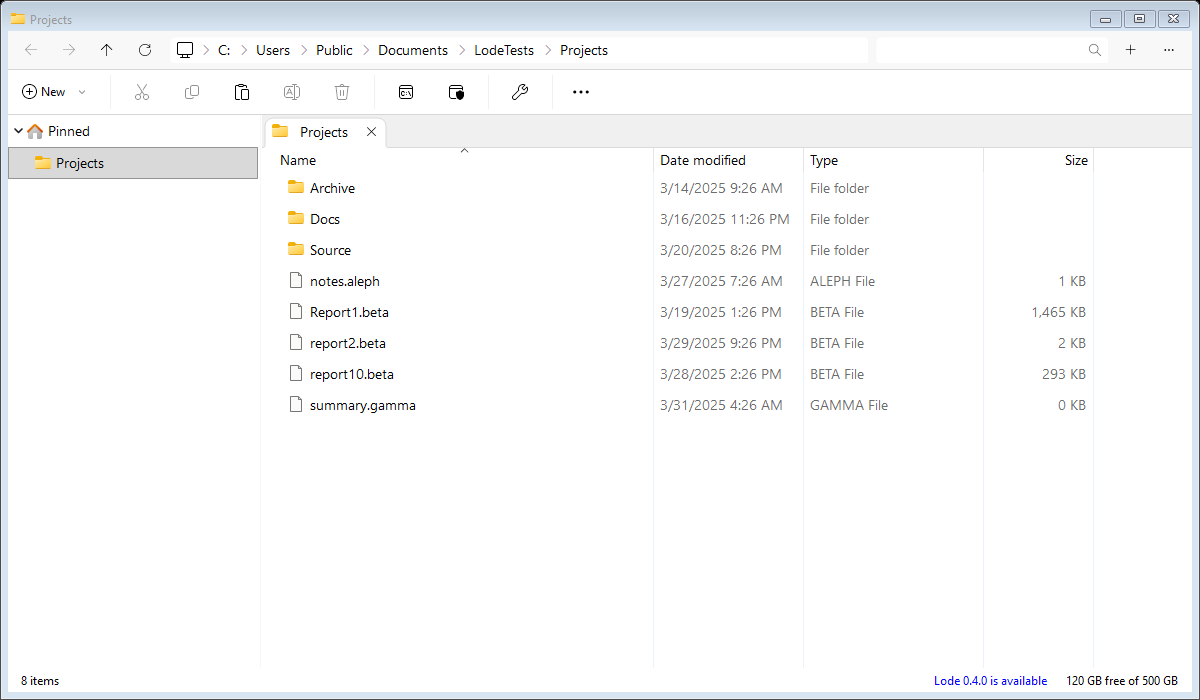 Projects
C: Users Public Documents LodeTests Projects
New
Pinned
Projects
Projects
Name Date modified Type Size
Archive 3/14/2025 9:26 AM File folder
Docs 3/16/2025 11:26 PM File folder
Source 3/20/2025 8:26 PM File folder
notes.aleph 3/27/2025 7:26 AM ALEPH File 1 KB
Report1.beta 3/19/2025 1:26 PM BETA File 1,465 KB
report2.beta 3/29/2025 9:26 PM BETA File 2 KB
report10.beta 3/28/2025 2:26 PM BETA File 293 KB
summary.gamma 3/31/2025 4:26 AM GAMMA File 0 KB
8 items Lode 0.4.0 is available 120 GB free of 500 GB